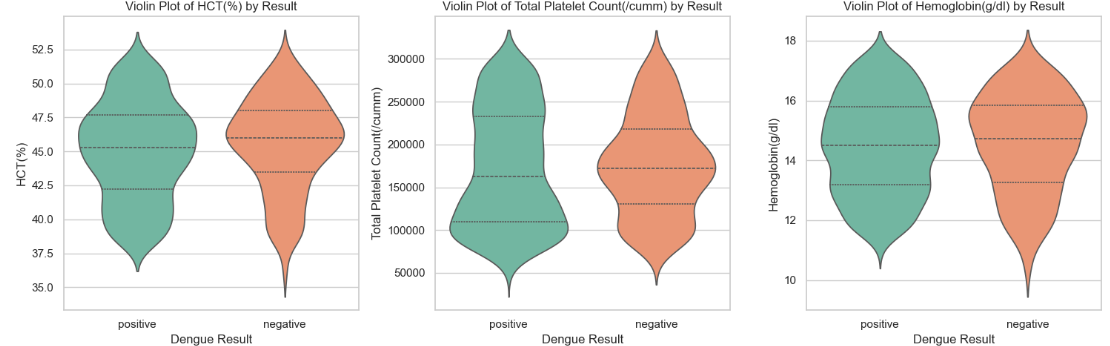 Violin Plot of HCT(%) by Result
HCT(%)
52.5
50.0
47.5
45.0
42.5
40.0
37.5
35.0
positive
negative
Dengue Result
Violin Plot of Total Platelet Count(/cumm) by Result
Total Platelet Count(/cumm)
300000
250000
200000
150000
100000
50000
positive
negative
Dengue Result
Violin Plot of Hemoglobin(g/dl) by Result
Hemoglobin(g/dl)
18
16
14
12
10
positive
negative
Dengue Result